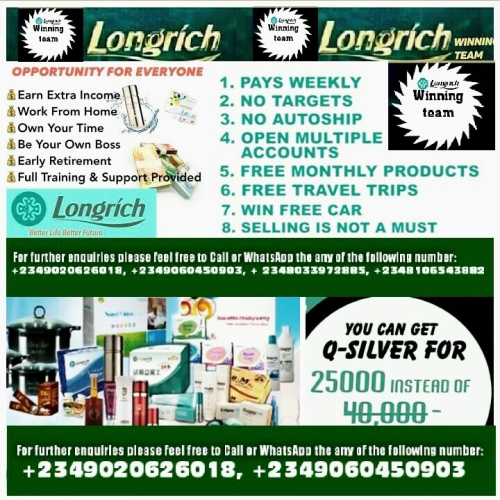 Longrich
Winning
team
Longrich
Longrich
Winning
team
Longrich
WINNING
TEAM
OPPORTUNITY FOR EVERYONE
Earn Extra Income
Work From Home
Own Your Time
Be Your Own Boss
Early Retirement
Full Training & Support Provided
Longrich
Better Life Better Future
1. PAYS WEEKLY
2. NO TARGETS
3. NO AUTOSHIP
4. OPEN MULTIPLE
ACCOUNTS
5. FREE MONTHLY PRODUCTS
6. FREE TRAVEL TRIPS
7. WIN FREE CAR
8. SELLING IS NOT A MUST
Longrich
Winning
team
For further enquiries please feel free to Call or WhatsApp the any of the following number:
+2349020626018, +2349060450903, + 2348033972885, +2348106543882
YOU CAN GET
Q-SILVER FOR
25000 INSTEAD OF
40,000 -
For further enquiries please feel free to Call or WhatsApp the any of the following number:
+2349020626018, +2349060450903